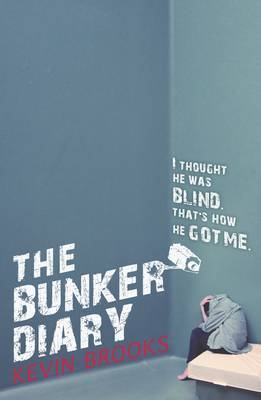 I THOUGHT
HE WAS
BLIND.
THAT'S HOW
HE GOT ME.
THE
BUNKER
DIARY
KEVIN BROOKS